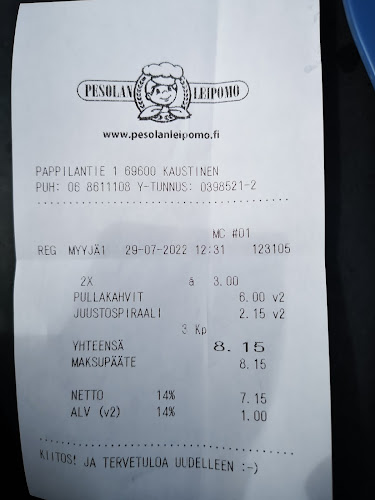 PESOLAN LEIPOMO
www.pesolanleipomo.fi
PAPPILANTIE 1 69600 KAUSTINEN
PUH: 06 8611108 Y-TUNNUS: 0398521-2
MC #01
REG MYYJÄ1 29-07-2022 12:31 123105
2X á 3.00
PULLAKAHVIT 6.00 v2
JUUSTOSPIRAALI 2.15 v2
3 Kp
YHTEENSÄ 8.15
MAKSUPÄÄTE 8.15
NETTO 14% 7.15
ALV (v2) 14% 1.00
KIITOS! JA TERVETULOA UUDELLEEN :-)